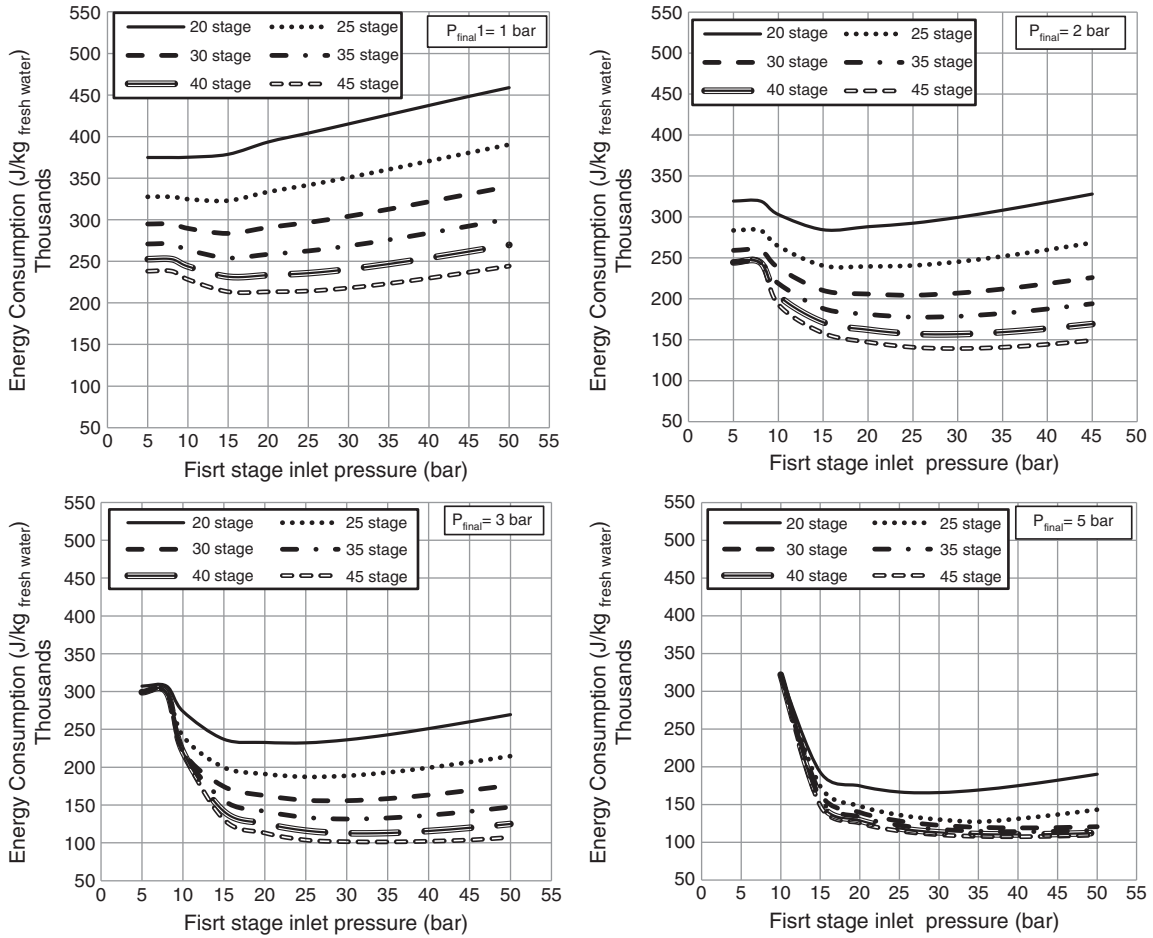 20 stage 25 stage
30 stage 35 stage
40 stage 45 stage
P final 1= 1 bar
550
500
450
400
350
300
250
200
150
100
50
0 5 10 15 20 25 30 35 40 45 50 55
Energy Consumption (J/kg fresh water)
Thousands
Fisrt stage inlet pressure (bar)
20 stage 25 stage
30 stage 35 stage
40 stage 45 stage
P final = 2 bar
550
500
450
400
350
300
250
200
150
100
50
0 5 10 15 20 25 30 35 40 45 50
Energy Consumption (J/kg fresh water)
Thousands
Fisrt stage inlet pressure (bar)
20 stage 25 stage
30 stage 35 stage
40 stage 45 stage
P final = 3 bar
550
500
450
400
350
300
250
200
150
100
50
0 5 10 15 20 25 30 35 40 45 50 55
Energy Consumption (J/kg fresh water)
Thousands
Fisrt stage inlet pressure (bar)
20 stage 25 stage
30 stage 35 stage
40 stage 45 stage
P final = 5 bar
550
500
450
400
350
300
250
200
150
100
50
0 5 10 15 20 25 30 35 40 45 50 55
Energy Consumption (J/kg fresh water)
Thousands
Fisrt stage inlet pressure (bar)